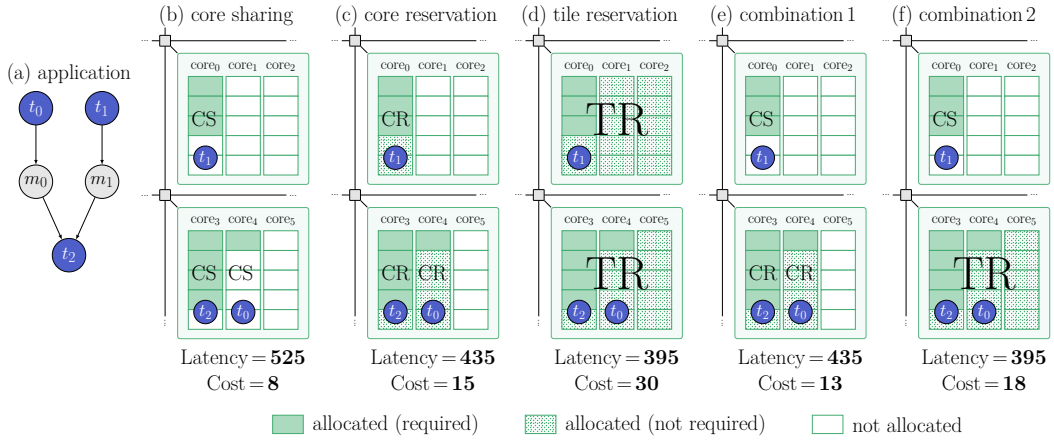 (b) core sharing (c) core reservation (d) tile reservation (e) combination 1 (f) combination 2
(a) application
... ... ... ... ... ... ... ... ... ...
core0 core1 core2 core0 core1 core2 core0 core1 core2 core0 core1 core2 core0 core1 core2
t0 t1
CS CR TR CS CS
t1 t1 t1 t1 t1
m0 m1
... ... ... ... ... ... ... ... ... ...
core3 core4 core5 core3 core4 core5 core3 core4 core5 core3 core4 core5 core3 core4 core5
t2
CS CS CR CR TR CR CR TR
t2 t0 t2 t0 t2 t0 t2 t0 t2 t0
... ... ... ... ...
Latency = 525 Latency = 435 Latency = 395 Latency = 435 Latency = 395
Cost = 8 Cost = 15 Cost = 30 Cost = 13 Cost = 18
allocated (required) allocated (not required) not allocated